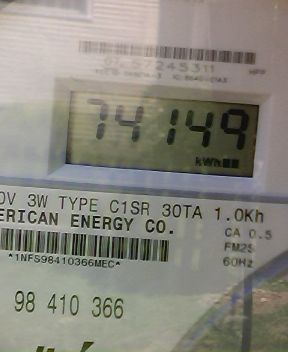 57245311
74149
kWh
0V 3W TYPE C1SR 30TA 1.0Kh
ERICAN ENERGY CO.
CA 0.5
FM2S
60Hz
*1NFS98410366MEC*
98 410 366